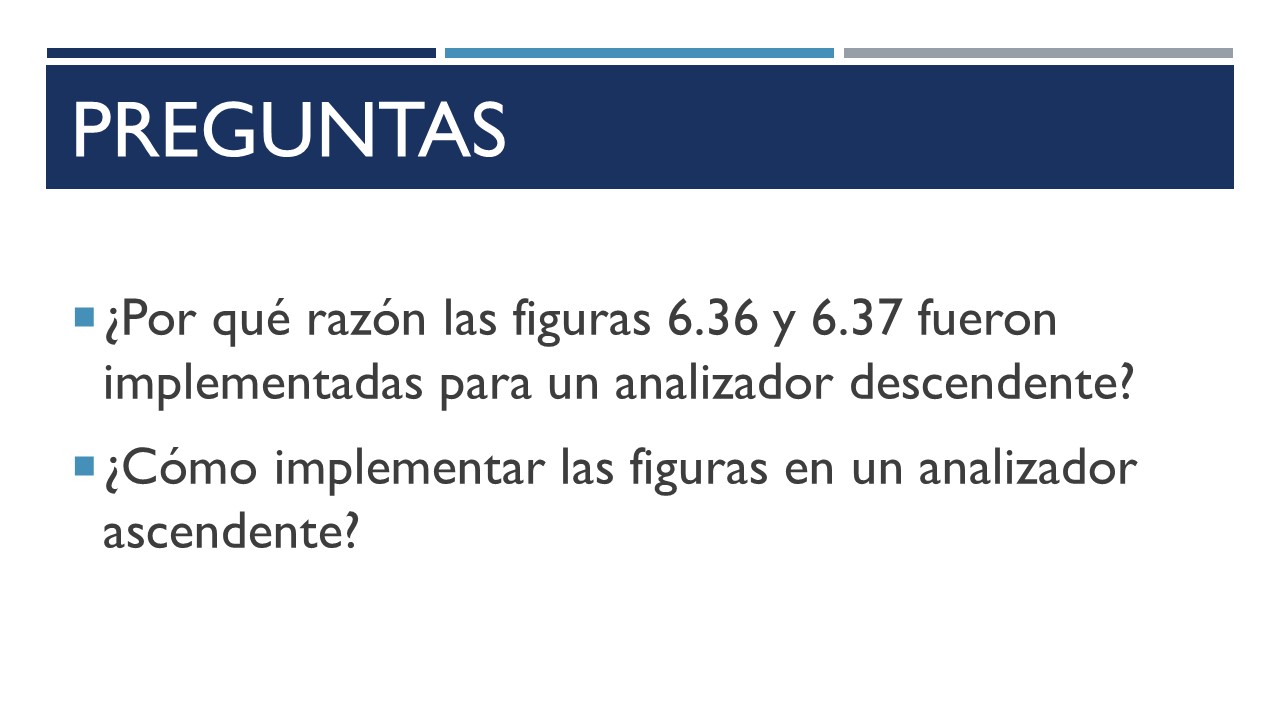 PREGUNTAS
¿Por qué razón las figuras 6.36 y 6.37 fueron
implementadas para un analizador descendente?
¿Cómo implementar las figuras en un analizador
ascendente?